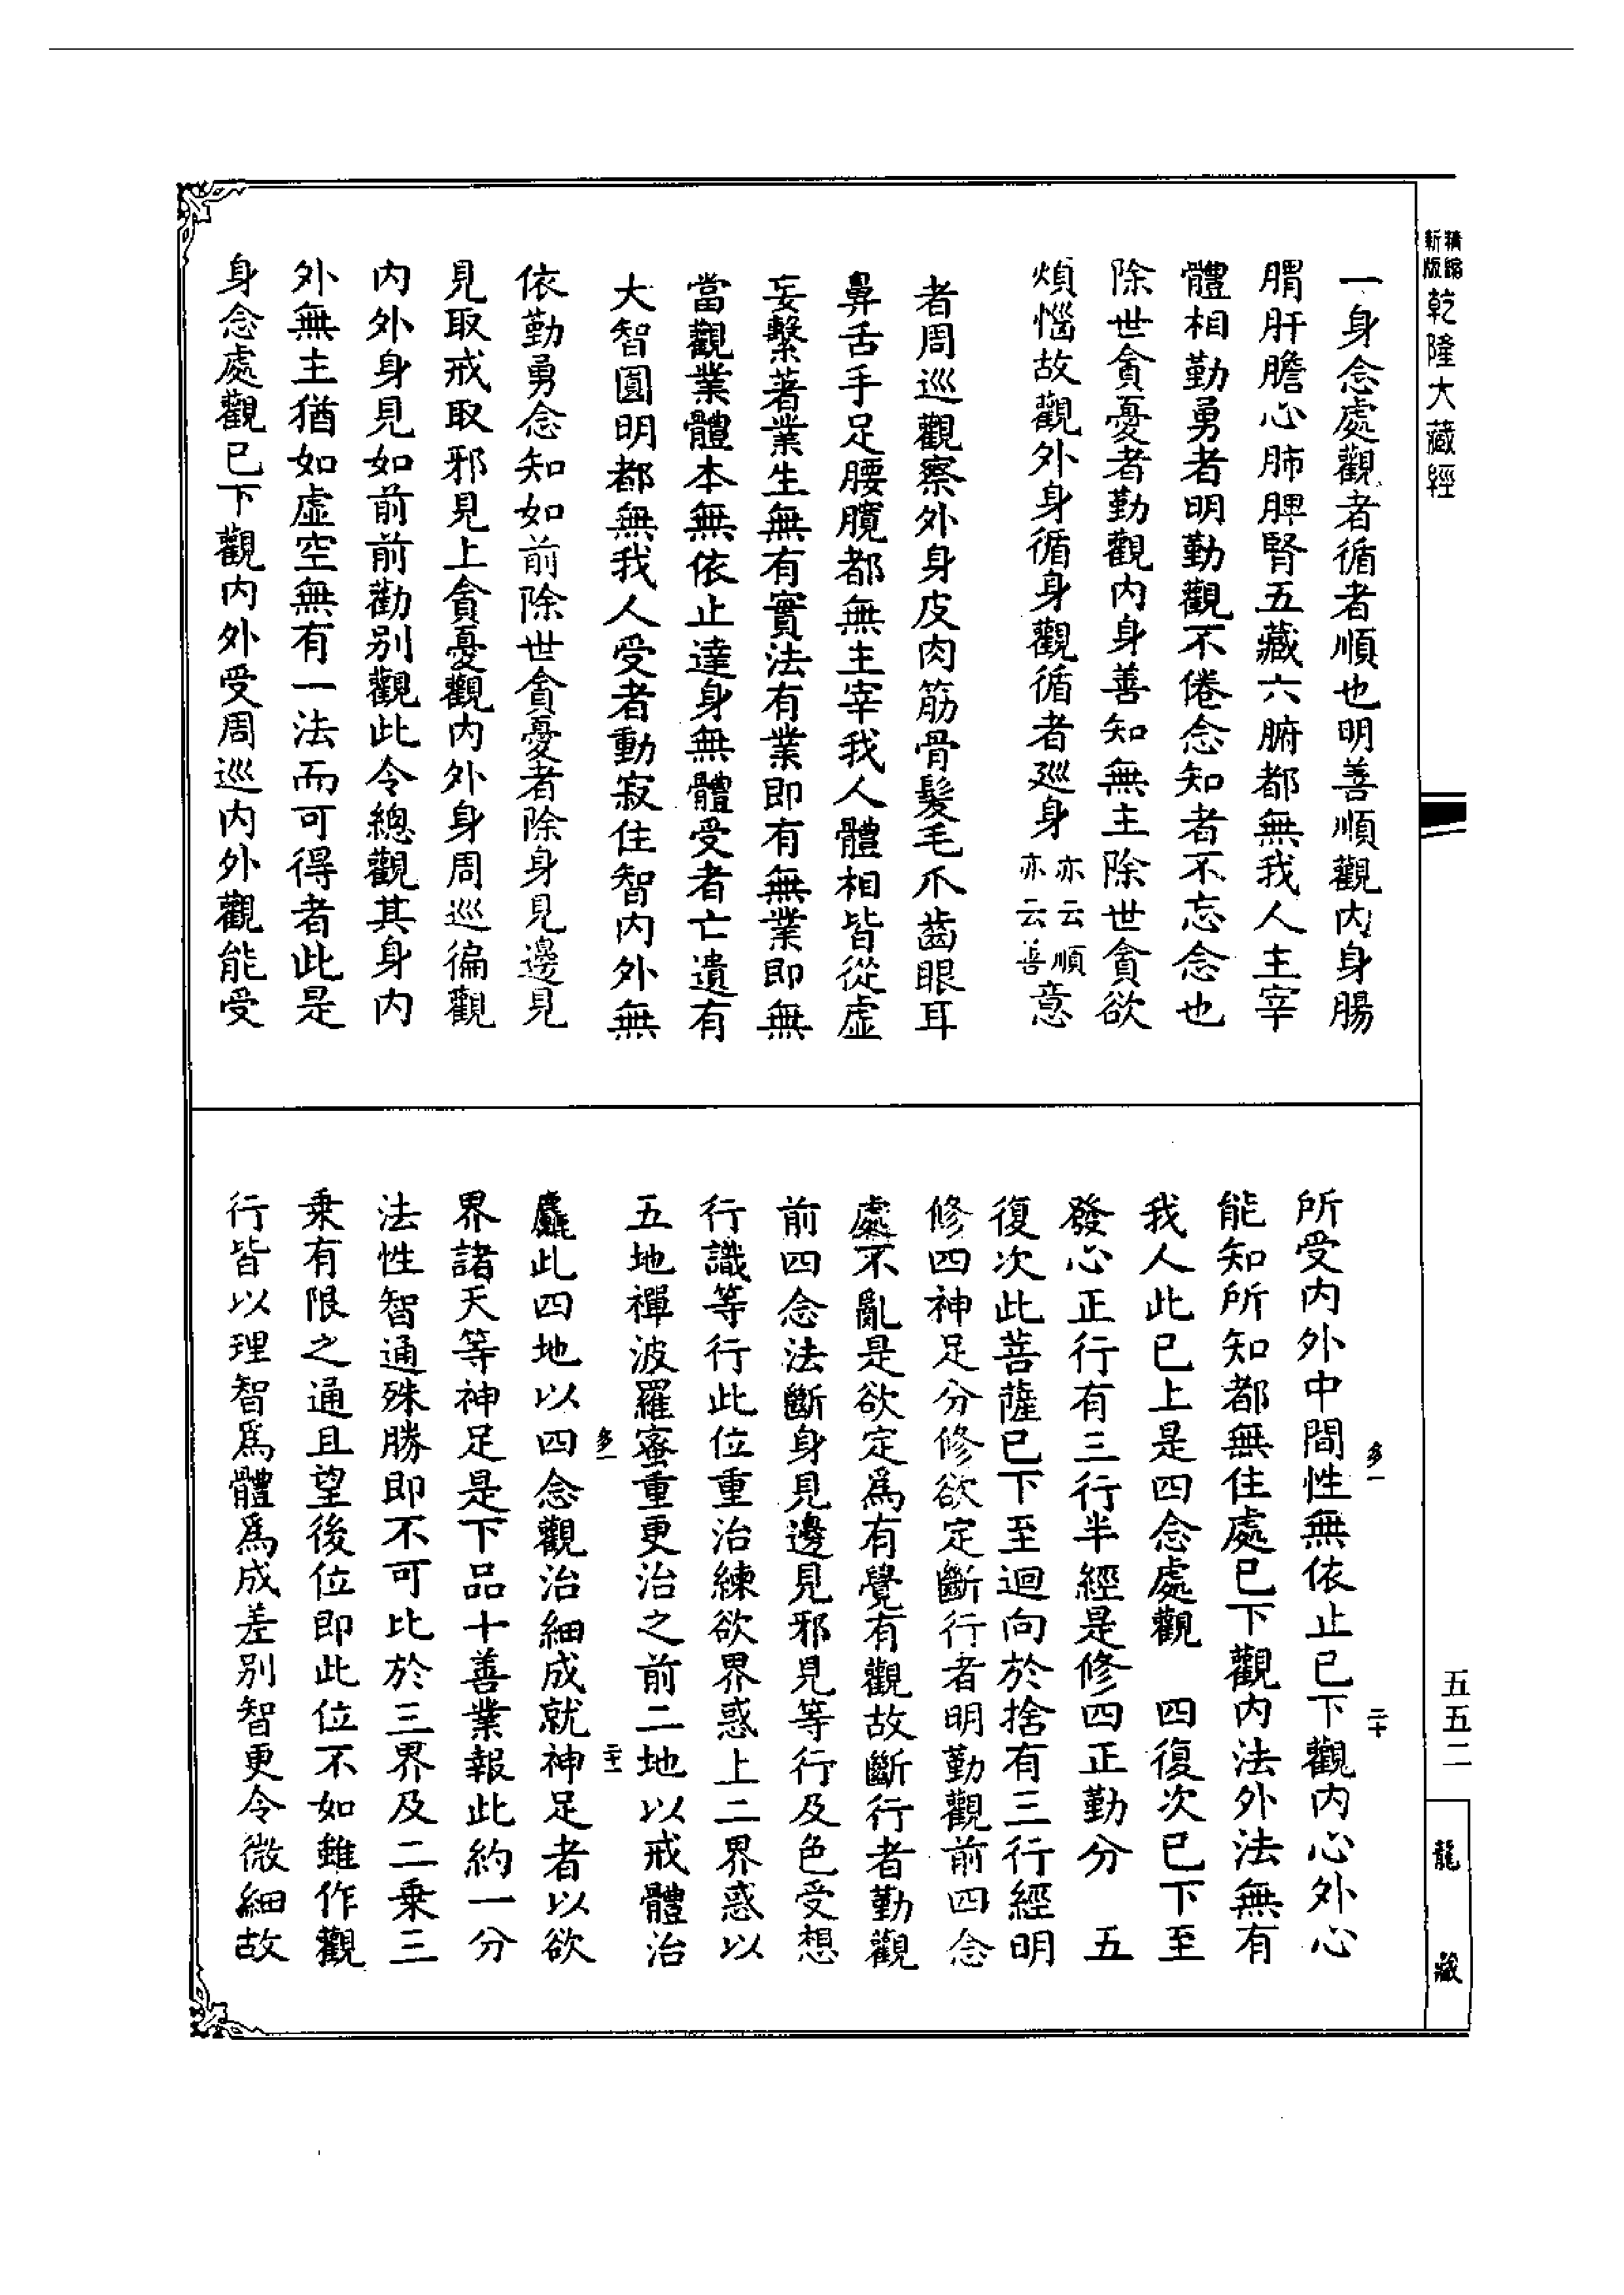 精縮新版
乾隆大藏經
一身念處觀者循者順也明善順觀內身腸
䐜肝膽心肺脾腎五藏六腑都無我人主宰
體相勤勇者明勤觀不倦念知者不忘念也
除世貪憂者勤觀內身善知無主除世貪欲
煩惱故觀外身循身觀循者廵身亦云順亦云善意
者周巡觀察外身皮肉筋骨髮毛爪齒眼耳
鼻舌手足腰髖都無主宰我人體相皆從虛
妄繫著業生無有實法有業即有無業即無
當觀業體本無依止達身無體受者亡遺有
大智圓明都無我人受者動寂住智內外無
依勤勇念知如前除世貪憂者除身見邊見
見取戒取邪見上貪憂觀內外身周巡徧觀
內外身見如前前勸別觀此令總觀其身內
外無主猶如虛空無有一法而可得者此是
身念處觀已下觀內外受周巡內外觀能受
所受內外中間性無依止已下觀內心外心
能知所知都無住處已下觀內法外法無有
我人此已上是四念處觀 四復次已下至
發心正行有三行半經是修四正勤分 五
復次此菩薩已下至迴向於捨有三行經明
修四神足分修欲定斷行者明勤觀前四念
處不亂是欲定爲有覺有觀故斷行者勤觀
前四念法斷身見邊見邪見等行及色受想
行識等行此位重治練欲界惑上二界惑以
五地禪波羅蜜重更治之前二地以戒體治
麤此四地以四念觀治細成就神足者以欲
界諸天等神足是下品十善業報此約一分
法性智通殊勝即不可比於三界及二乘三
乘有限之通且望後位即此位不如雖作觀
行皆以理智爲體爲成差別智更令微細故
多一
二十
多一
二十一
五五二
龍藏